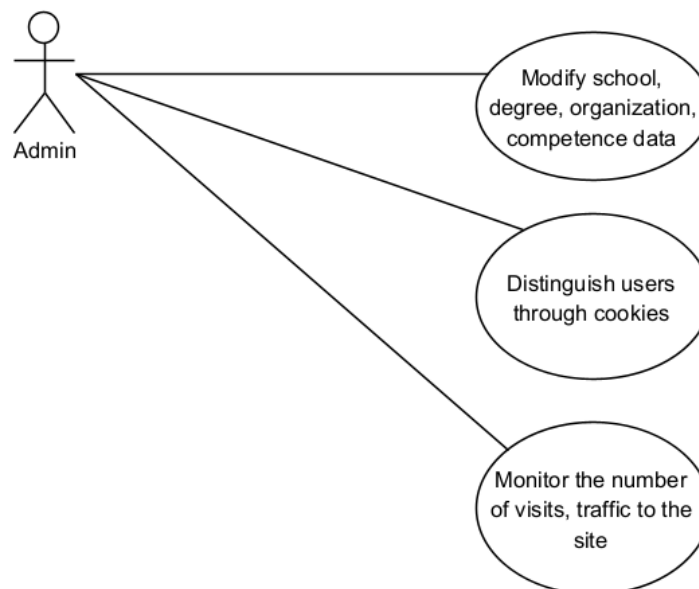 Admin
Modify school,
degree, organization,
competence data
Distinguish users
through cookies
Monitor the number
of visits, traffic to the
site